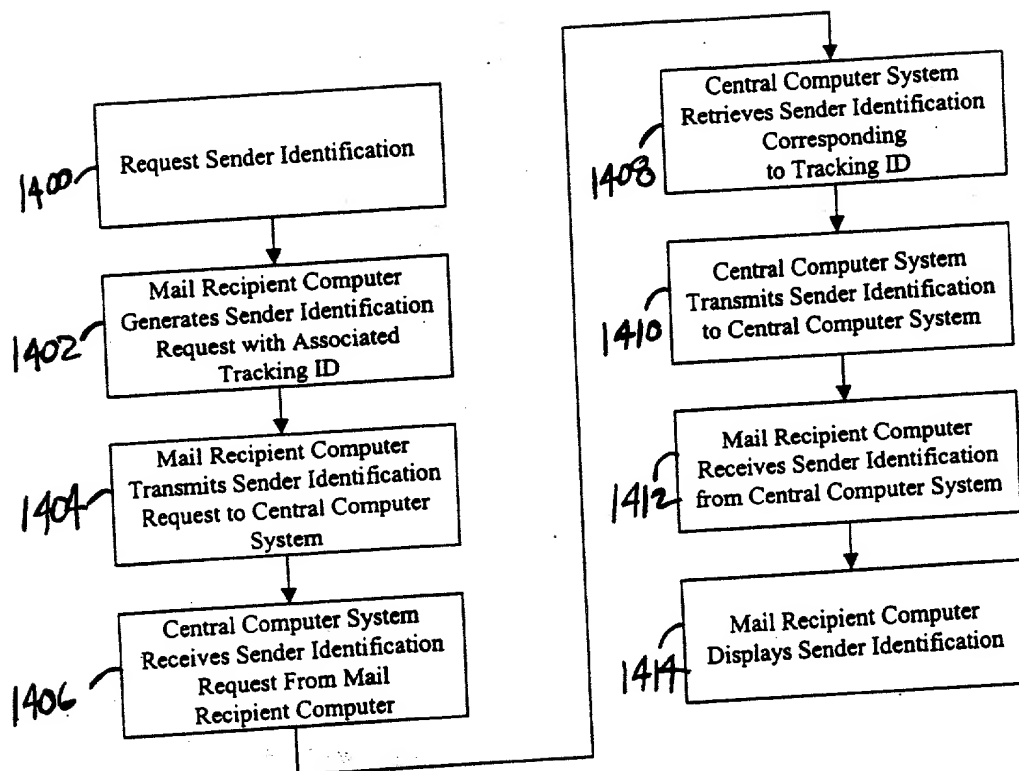 1400
Request Sender Identification
1402
Mail Recipient Computer
Generates Sender Identification
Request with Associated
Tracking ID
1404
Mail Recipient Computer
Transmits Sender Identification
Request to Central Computer
System
1406
Central Computer System
Receives Sender Identification
Request From Mail
Recipient Computer
1408
Central Computer System
Retrieves Sender Identification
Corresponding
to Tracking ID
1410
Central Computer System
Transmits Sender Identification
to Central Computer System
1412
Mail Recipient Computer
Receives Sender Identification
from Central Computer System
1414
Mail Recipient Computer
Displays Sender Identification